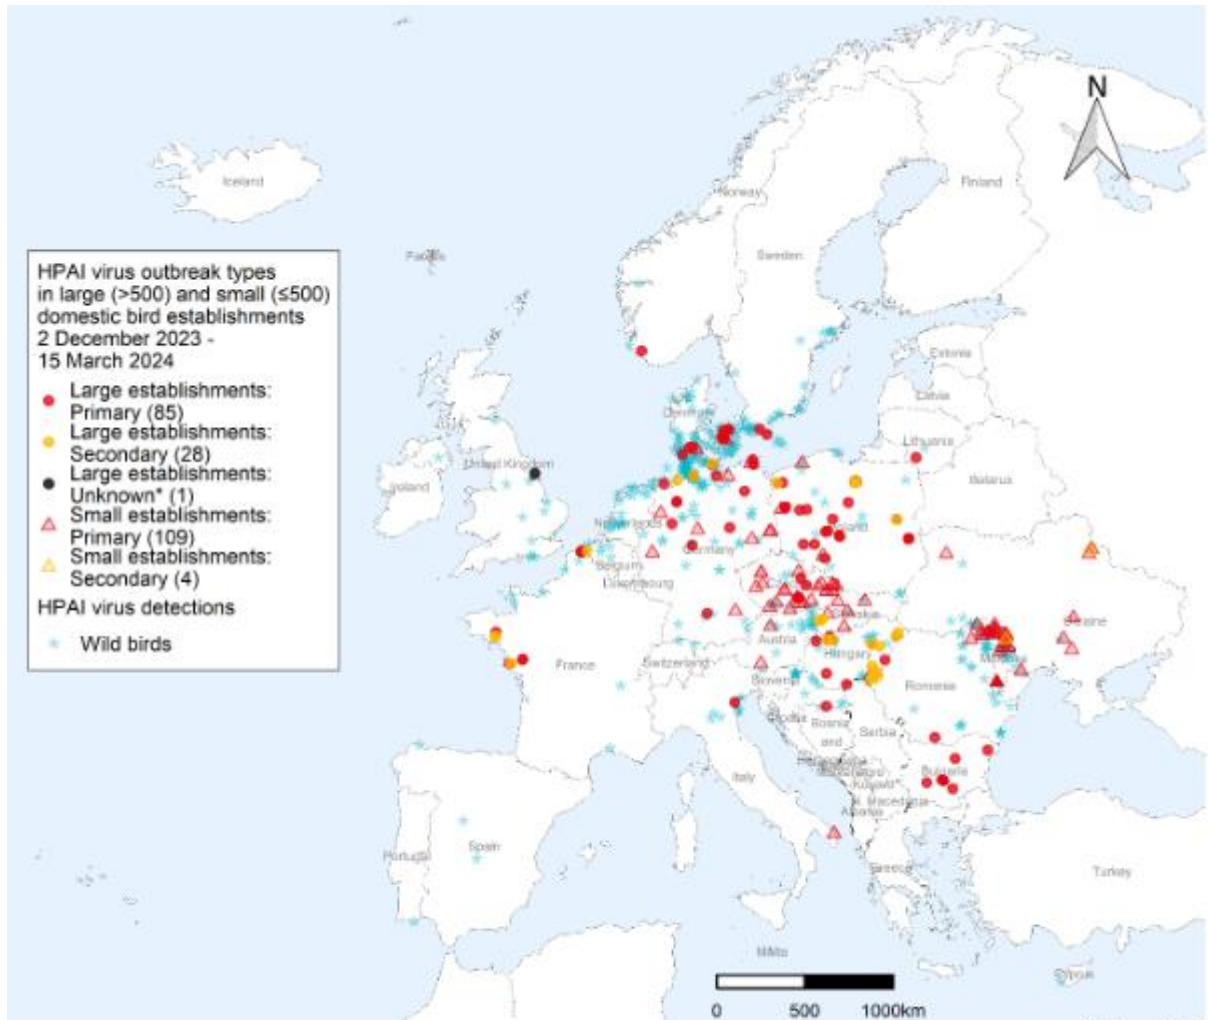 N
Iceland
Norway
Finland
Sweden
HPAI virus outbreak types
in large (>500) and small (≤500)
domestic bird establishments
2 December 2023 -
15 March 2024
Large establishments:
Primary (85)
Large establishments:
Secondary (28)
Large establishments:
Unknown* (1)
Small establishments:
Primary (109)
Small establishments:
Secondary (4)
HPAI virus detections
Wild birds
Estonia
Latvia
Denmark
Lithuania
United Kingdom
Ireland
Belarus
Netherlands
Germany
Belgium
Luxembourg
Ukraine
Austria
Hungary
France
Switzerland
Slovenia
Romania
Croatia
Bosnia
and
Serbia
Italy
Bulgaria
N. Macedonia
Albania
Portugal
Spain
Greece
Turkey
Malta
Cyprus
0 500 1000km